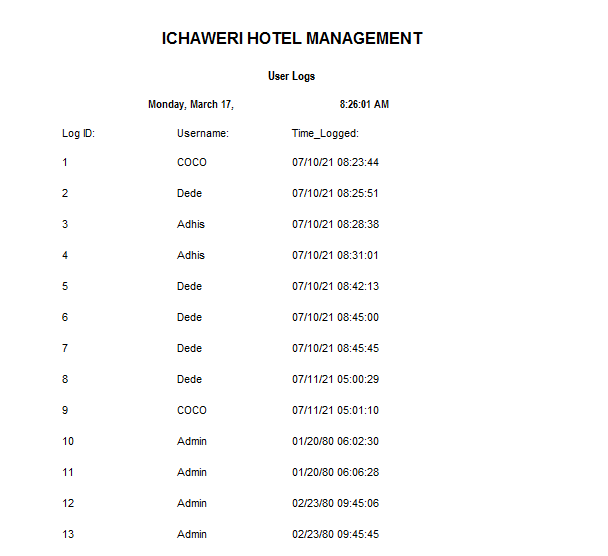 ICHAWERI HOTEL MANAGEMENT
User Logs
Monday, March 17, 8:26:01 AM
Log ID: Username: Time_Logged:
1 COCO 07/10/21 08:23:44
2 Dede 07/10/21 08:25:51
3 Adhis 07/10/21 08:28:38
4 Adhis 07/10/21 08:31:01
5 Dede 07/10/21 08:42:13
6 Dede 07/10/21 08:45:00
7 Dede 07/10/21 08:45:45
8 Dede 07/11/21 05:00:29
9 COCO 07/11/21 05:01:10
10 Admin 01/20/80 06:02:30
11 Admin 01/20/80 06:06:28
12 Admin 02/23/80 09:45:06
13 Admin 02/23/80 09:45:45